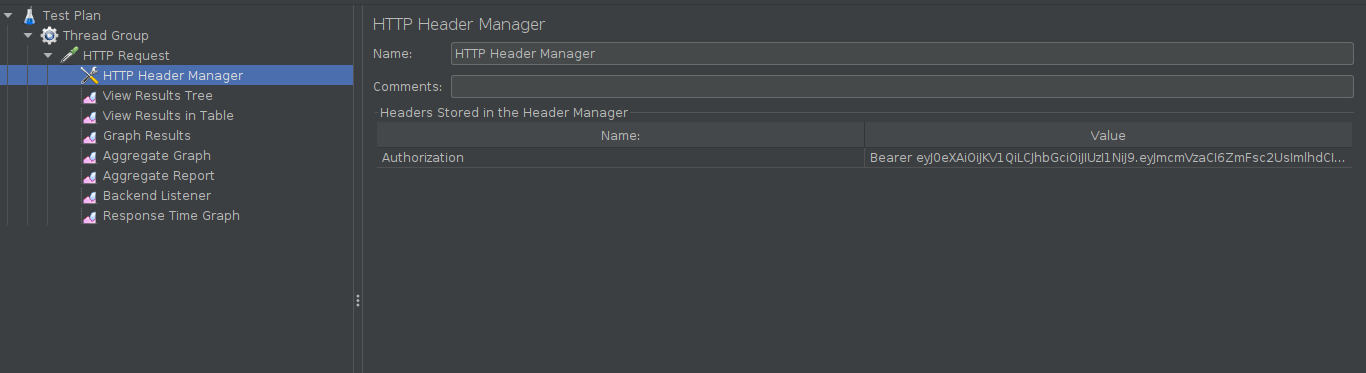 Test Plan
Thread Group
HTTP Request
HTTP Header Manager
View Results Tree
View Results in Table
Graph Results
Aggregate Graph
Aggregate Report
Backend Listener
Response Time Graph
HTTP Header Manager
Name: HTTP Header Manager
Comments:
Headers Stored in the Header Manager
Name: Value
Authorization Bearer eyJ0eXAiOiJKV1QiLCJhbGciOiJIUzI1NiJ9.eyJmcmVzaCI6ZmFsc2UsImlhdCI...